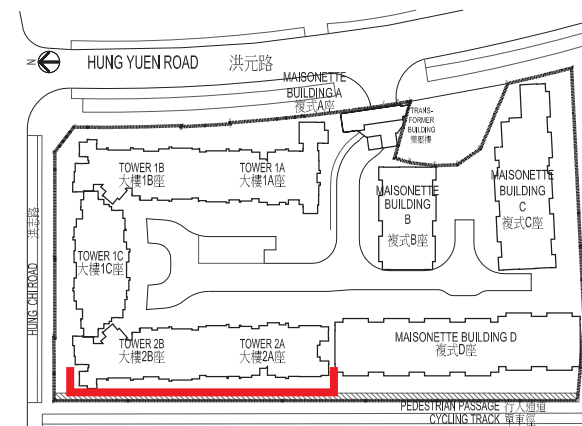 N
HUNG YUEN ROAD 洪元路
MAISONETTE
BUILDING A
複式A座
TRANS-
FORMER
BUILDING
變壓樓
TOWER 1B
大樓1B座
TOWER 1A
大樓1A座
MAISONETTE
BUILDING
B
複式B座
MAISONETTE
BUILDING
C
複式C座
HUNG CHI ROAD 洪志路
TOWER 1C
大樓1C座
TOWER 2B
大樓2B座
TOWER 2A
大樓2A座
MAISONETTE BUILDING D
複式D座
PEDESTRIAN PASSAGE 行人通道
CYCLING TRACK 單車徑